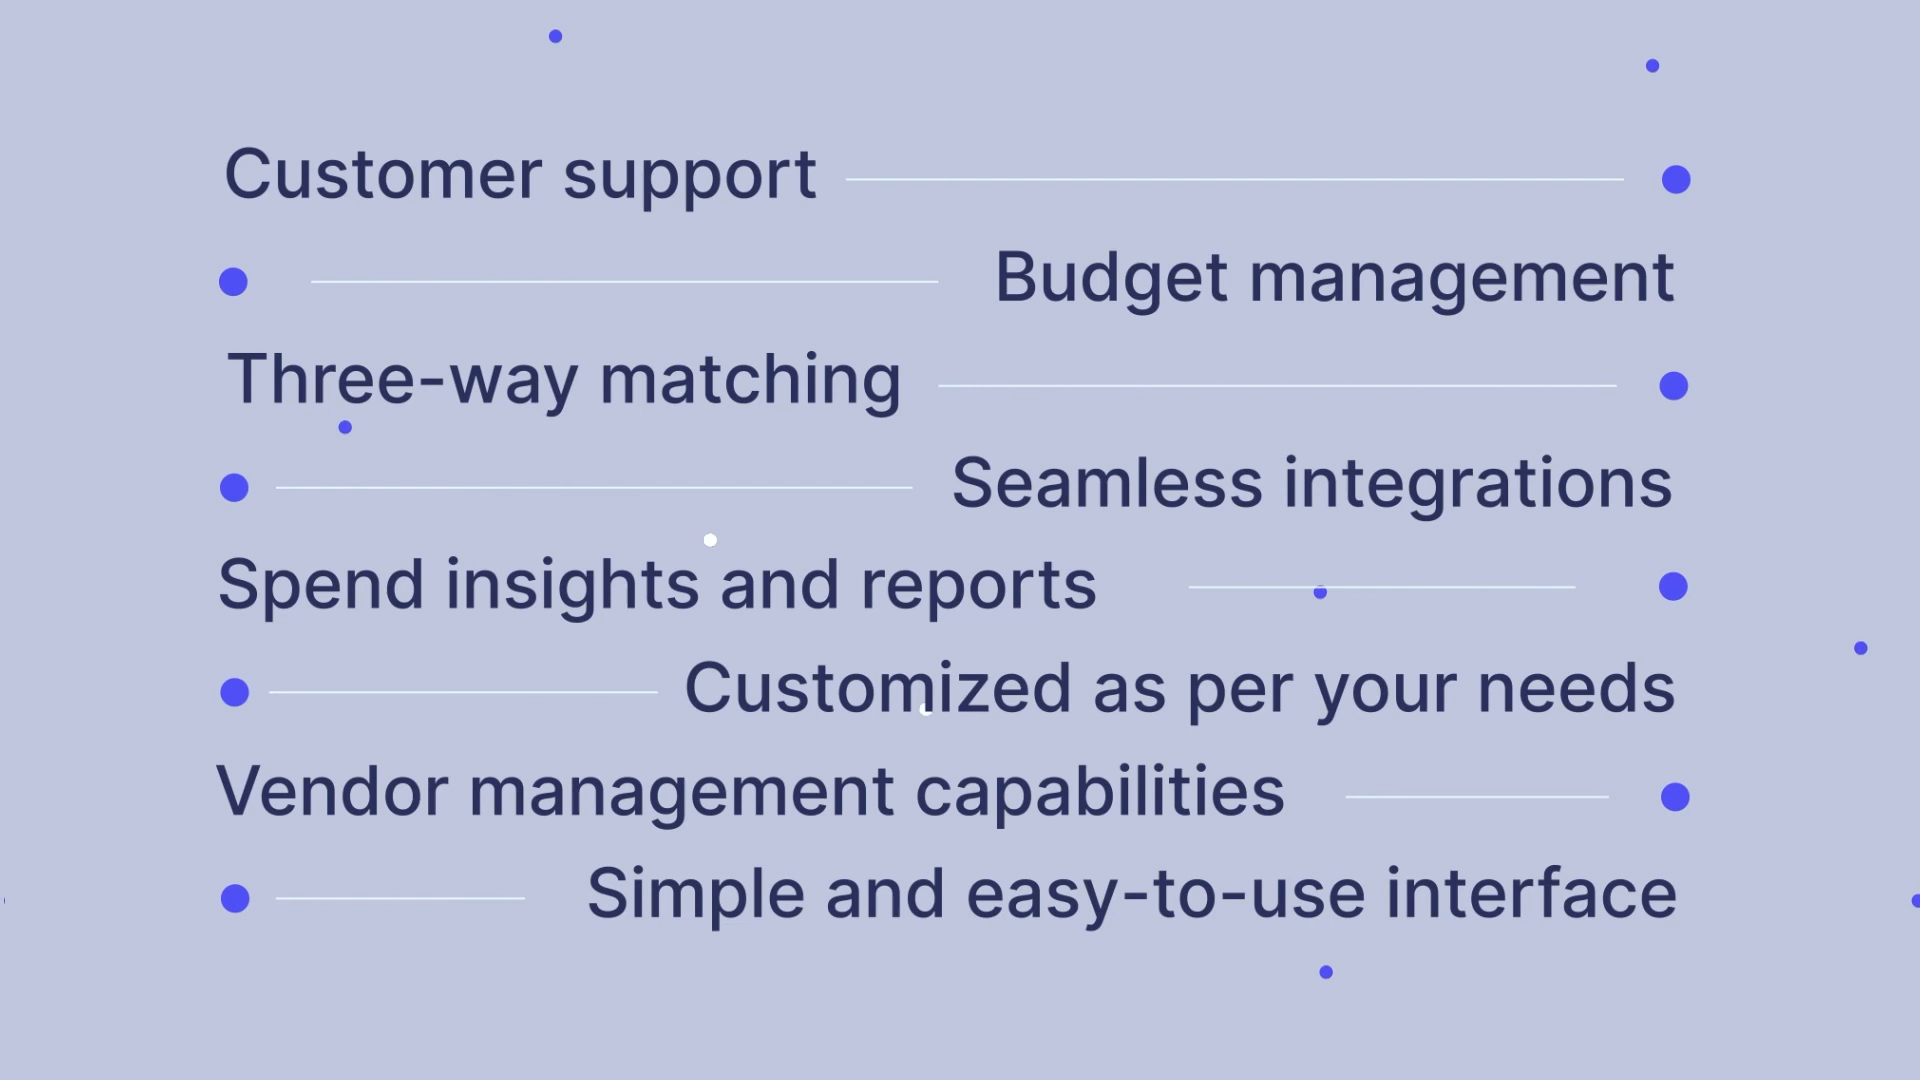 Customer support
Budget management
Three-way matching
Seamless integrations
Spend insights and reports
Customized as per your needs
Vendor management capabilities
Simple and easy-to-use interface